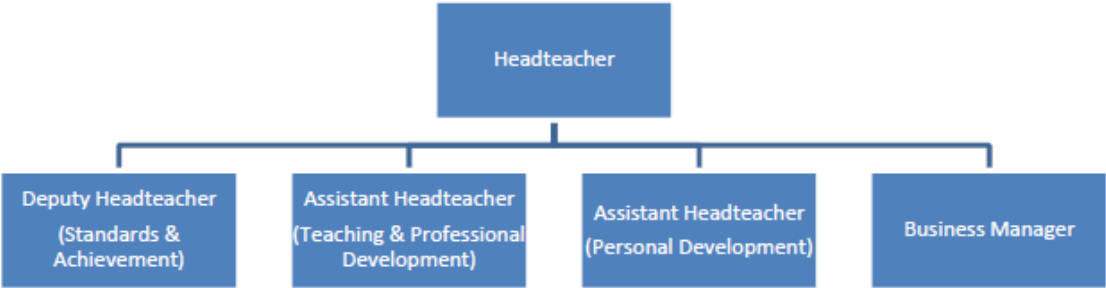 Headteacher
Deputy Headteacher
(Standards &
Achievement)
Assistant Headteacher
(Teaching & Professional
Development)
Assistant Headteacher
(Personal Development)
Business Manager